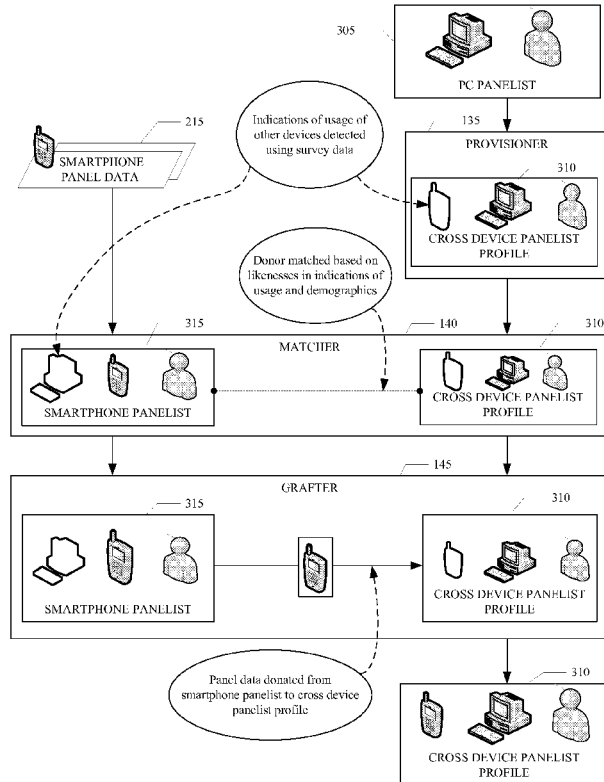 305
PC PANELIST
215
SMARTPHONE
PANEL DATA
Indications of usage of
other devices detected
using survey data
135
PROVISIONER
310
CROSS DEVICE PANELIST
PROFILE
Donor matched based on
likenesses in indications of
usage and demographics
140
MATCHER
315
SMARTPHONE PANELIST
310
CROSS DEVICE PANELIST
PROFILE
145
GRAFTER
315
SMARTPHONE PANELIST
310
CROSS DEVICE PANELIST
PROFILE
Panel data donated from
smartphone panelist to cross device
panelist profile
310
CROSS DEVICE PANELIST
PROFILE